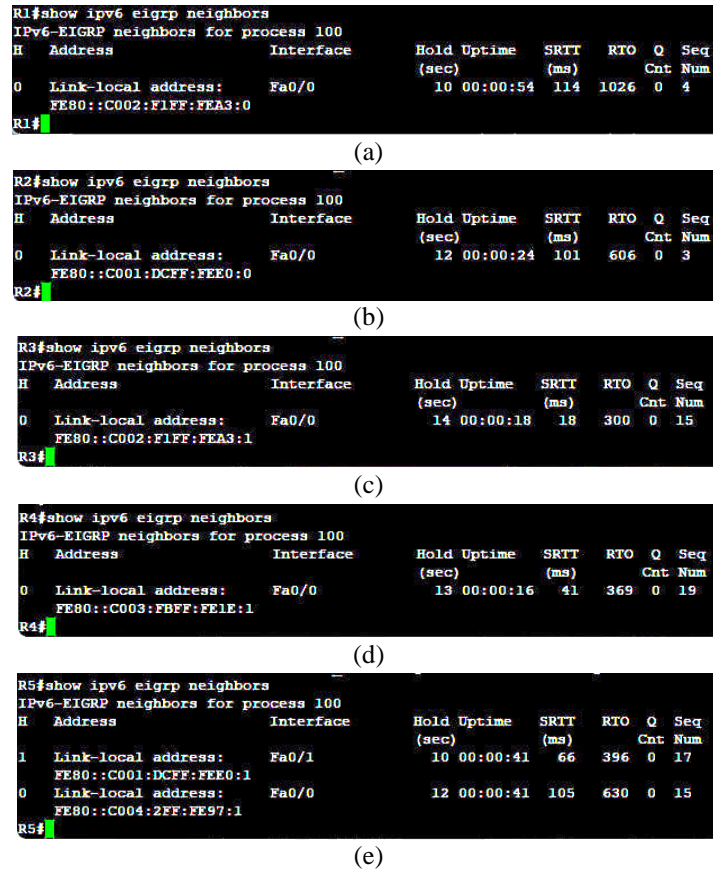 R1#show ipv6 eigrp neighbors
IPv6-EIGRP neighbors for process 100
H Address Interface Hold Uptime SRTT RTO Q Seq
(sec) (ms) Cnt Num
0 Link-local address: Fa0/0 10 00:00:54 114 1026 0 4
FE80::C002:F1FF:FEA3:0
R1#
(a)
R2#show ipv6 eigrp neighbors
IPv6-EIGRP neighbors for process 100
H Address Interface Hold Uptime SRTT RTO Q Seq
(sec) (ms) Cnt Num
0 Link-local address: Fa0/0 12 00:00:24 101 606 0 3
FE80::C001:DCFF:FEE0:0
R2#
(b)
R3#show ipv6 eigrp neighbors
IPv6-EIGRP neighbors for process 100
H Address Interface Hold Uptime SRTT RTO Q Seq
(sec) (ms) Cnt Num
0 Link-local address: Fa0/0 14 00:00:18 18 300 0 15
FE80::C002:F1FF:FEA3:1
R3#
(c)
R4#show ipv6 eigrp neighbors
IPv6-EIGRP neighbors for process 100
H Address Interface Hold Uptime SRTT RTO Q Seq
(sec) (ms) Cnt Num
0 Link-local address: Fa0/0 13 00:00:16 41 369 0 19
FE80::C003:FBFF:FE1E:1
R4#
(d)
R5#show ipv6 eigrp neighbors
IPv6-EIGRP neighbors for process 100
H Address Interface Hold Uptime SRTT RTO Q Seq
(sec) (ms) Cnt Num
1 Link-local address: Fa0/1 10 00:00:41 66 396 0 17
FE80::C001:DCFF:FEE0:1
0 Link-local address: Fa0/0 12 00:00:41 105 630 0 15
FE80::C004:2FF:FE97:1
R5#
(e)